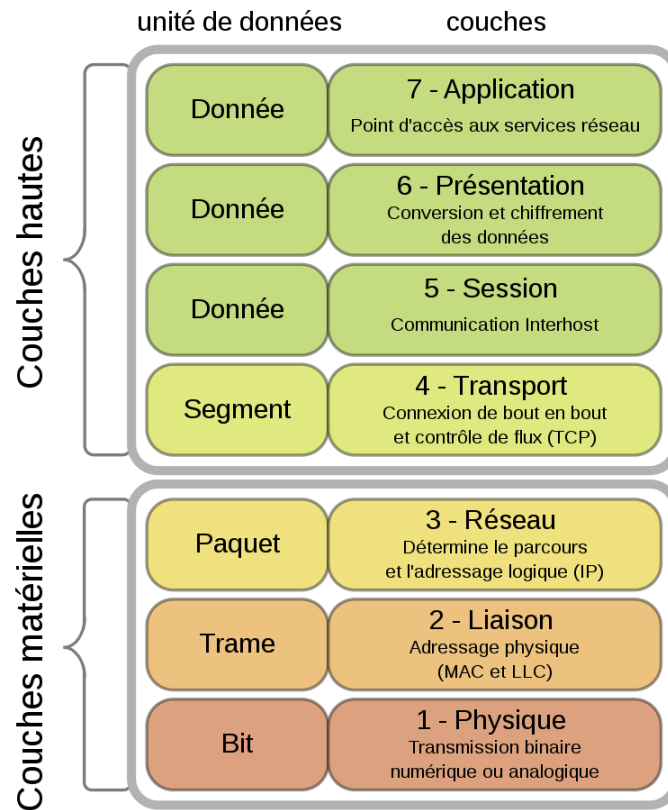 unité de données
couches
Couches hautes
Donnée
7 - Application
Point d'accès aux services réseau
Donnée
6 - Présentation
Conversion et chiffrement
des données
Donnée
5 - Session
Communication Interhost
Segment
4 - Transport
Connexion de bout en bout
et contrôle de flux (TCP)
Couches matérielles
Paquet
3 - Réseau
Détermine le parcours
et l'adressage logique (IP)
Trame
2 - Liaison
Adressage physique
(MAC et LLC)
Bit
1 - Physique
Transmission binaire
numérique ou analogique